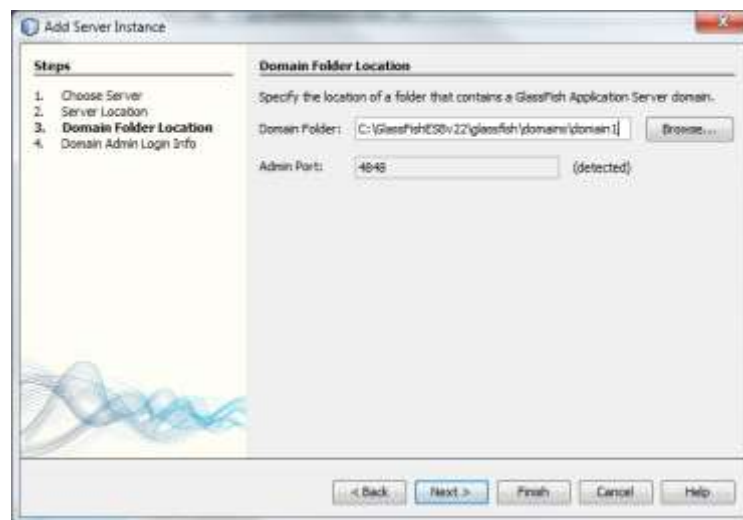 Add Server Instance
Steps
1. Choose Server
2. Server Location
3. Domain Folder Location
4. Domain Admin Login Info
Domain Folder Location
Specify the location of a folder that contains a GlassFish Application Server domain.
Domain Folder: C:\GlassFishESBv22\glassfish\domains\domain1 Browse...
Admin Port: 4848 (detected)
< Back Next > Finish Cancel Help